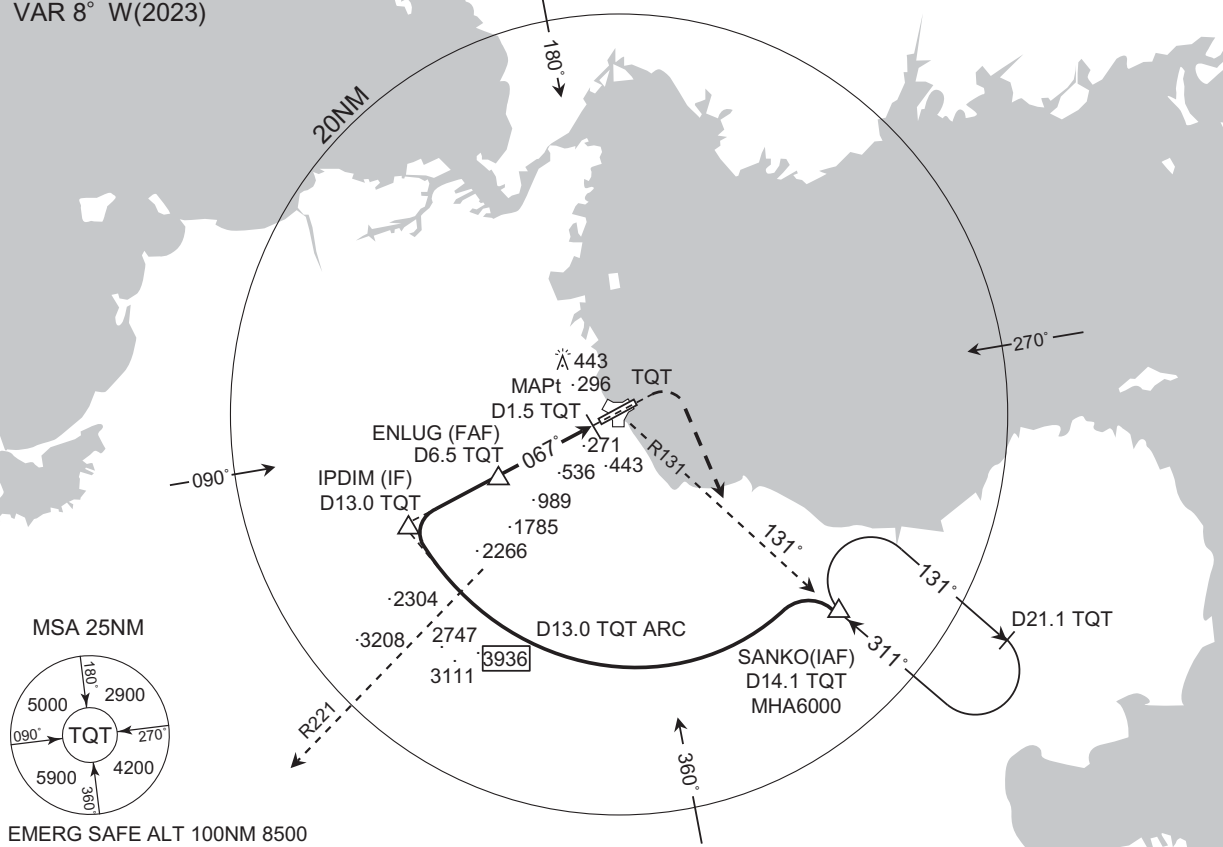 VAR 8° W(2023)
180°
20NM
270°
443
MAPt ·296
TQT
D1.5 TQT
ENLUG (FAF)
D6.5 TQT
067°
·271
·536 ·443
R131
090°
IPDIM (IF)
D13.0 TQT
·989
·1785
·2266
131°
·2304
131°
D21.1 TQT
·3208
2747
D13.0 TQT ARC
3936
3111
311°
SANKO(IAF)
D14.1 TQT
MHA6000
R221
360°
MSA 25NM
180°
5000
2900
090°
TQT
270°
5900
4200
360°
EMERG SAFE ALT 100NM 8500